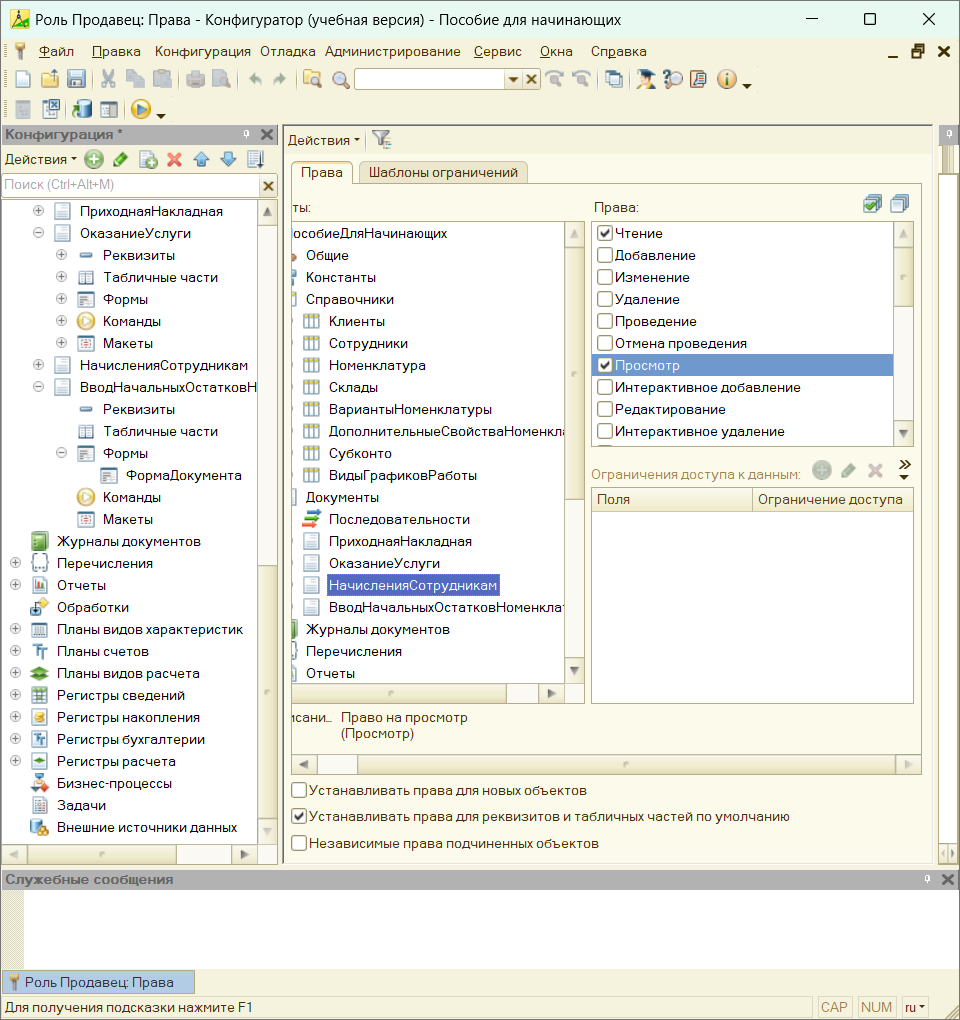 Роль Продавец: Права - Конфигуратор (учебная версия) - Пособие для начинающих
Файл Правка Конфигурация Отладка Администрирование Сервис Окна Справка
Конфигурация *
Действия
Поиск (Ctrl+Alt+M)
ПриходнаяНакладная
ОказаниеУслуги
Реквизиты
Табличные части
Формы
Команды
Макеты
НачисленияСотрудникам
ВводНачальныхОстатковН
Реквизиты
Табличные части
Формы
ФормаДокумента
Команды
Макеты
Журналы документов
Перечисления
Отчеты
Обработки
Планы видов характеристик
Планы счетов
Планы видов расчета
Регистры сведений
Регистры накопления
Регистры бухгалтерии
Регистры расчета
Бизнес-процессы
Задачи
Внешние источники данных
Действия
Права Шаблоны ограничений
ты:
особиеДляНачинающих
Общие
Константы
Справочники
Клиенты
Сотрудники
Номенклатура
Склады
ВариантыНоменклатуры
ДополнительныеСвойстваНоменкл
Субконто
ВидыГрафиковРаботы
Документы
Последовательности
ПриходнаяНакладная
ОказаниеУслуги
НачисленияСотрудникам
ВводНачальныхОстатковНоменклат
Журналы документов
Перечисления
Отчеты
Права:
Чтение
Добавление
Изменение
Удаление
Проведение
Отмена проведения
Просмотр
Интерактивное добавление
Редактирование
Интерактивное удаление
Ограничения доступа к данным:
Поля Ограничение доступа
исани... Право на просмотр
(Просмотр)
Устанавливать права для новых объектов
Устанавливать права для реквизитов и табличных частей по умолчанию
Независимые права подчиненных объектов
Служебные сообщения
Роль Продавец: Права
Для получения подсказки нажмите F1 CAP NUM ru